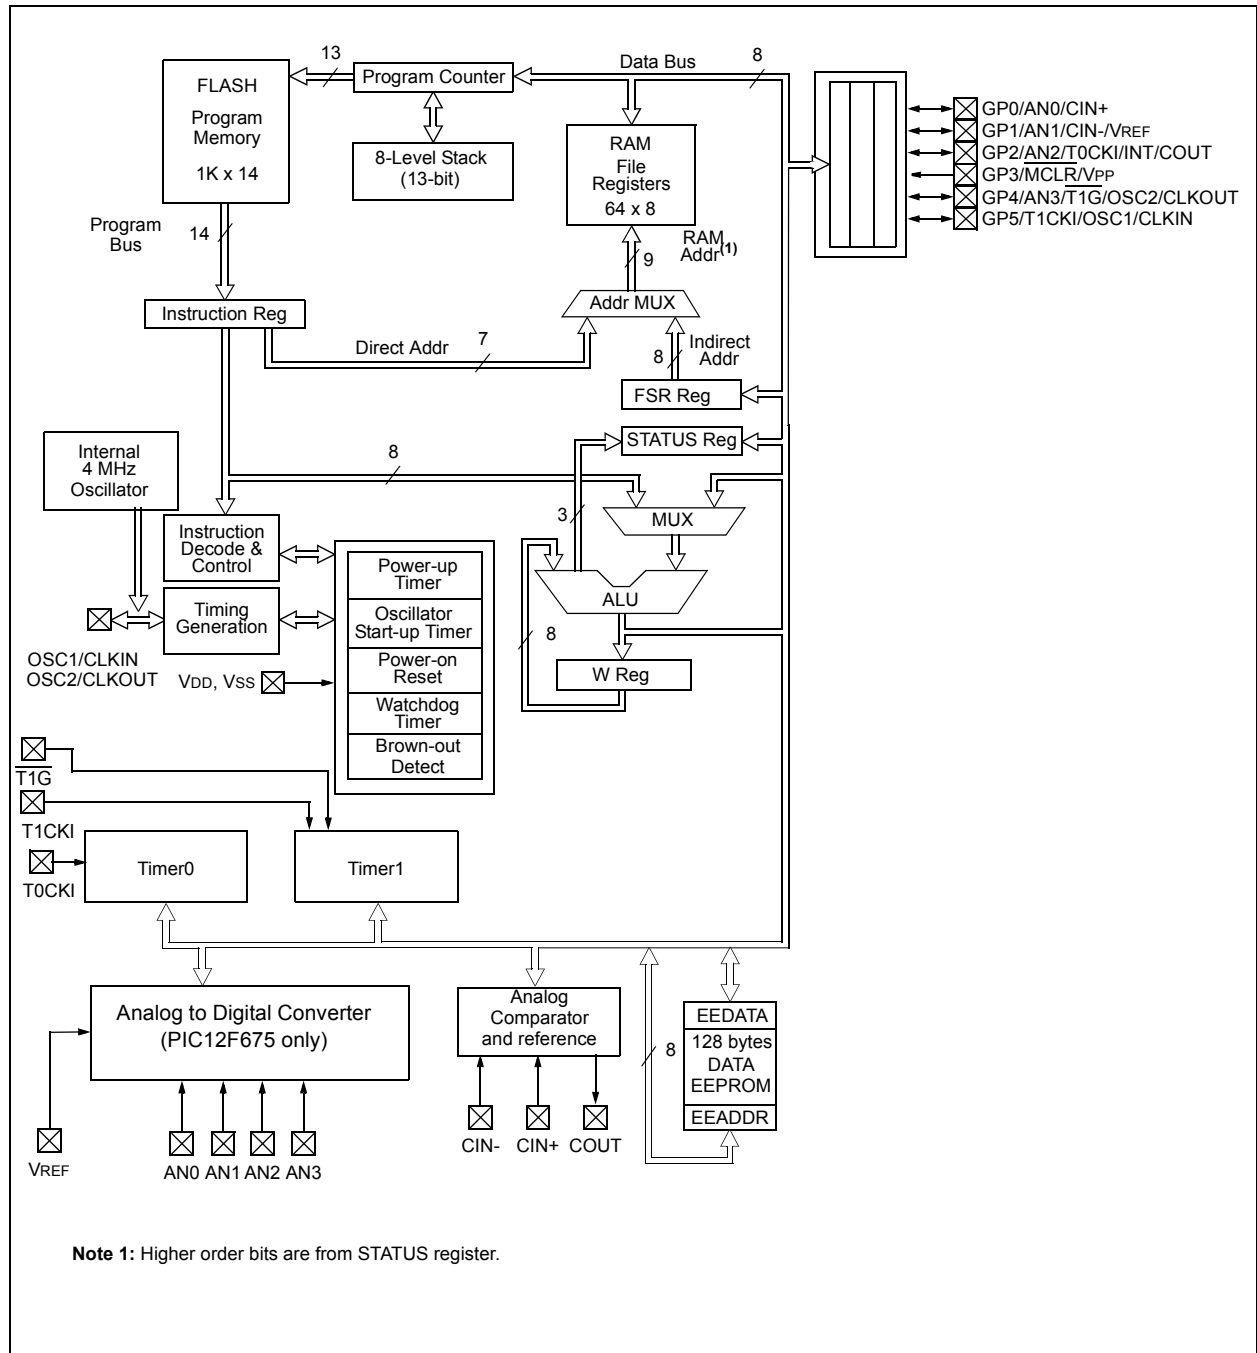 13
Data Bus
8
FLASH
Program
Memory
1K x 14
Program Counter
8-Level Stack
(13-bit)
RAM
File
Registers
64 x 8
GP0/AN0/CIN+
GP1/AN1/CIN-/VREF
GP2/AN2/T0CKI/INT/COUT
GP3/MCLR/VPP
GP4/AN3/T1G/OSC2/CLKOUT
GP5/T1CKI/OSC1/CLKIN
Program
Bus
14
RAM
Addr(1)
9
Addr MUX
Instruction Reg
Direct Addr
7
Indirect
Addr
8
FSR Reg
STATUS Reg
Internal
4 MHz
Oscillator
8
3
MUX
Instruction
Decode &
Control
Power-up
Timer
ALU
Timing
Generation
Oscillator
Start-up Timer
8
OSC1/CLKIN
OSC2/CLKOUT
VDD, VSS
Power-on
Reset
W Reg
Watchdog
Timer
Brown-out
Detect
T1G
T1CKI
T0CKI
Timer0
Timer1
Analog to Digital Converter
(PIC12F675 only)
Analog
Comparator
and reference
EEDATA
128 bytes
DATA
EEPROM
EEADDR
8
VREF
AN0 AN1 AN2 AN3
CIN- CIN+ COUT
Note 1: Higher order bits are from STATUS register.